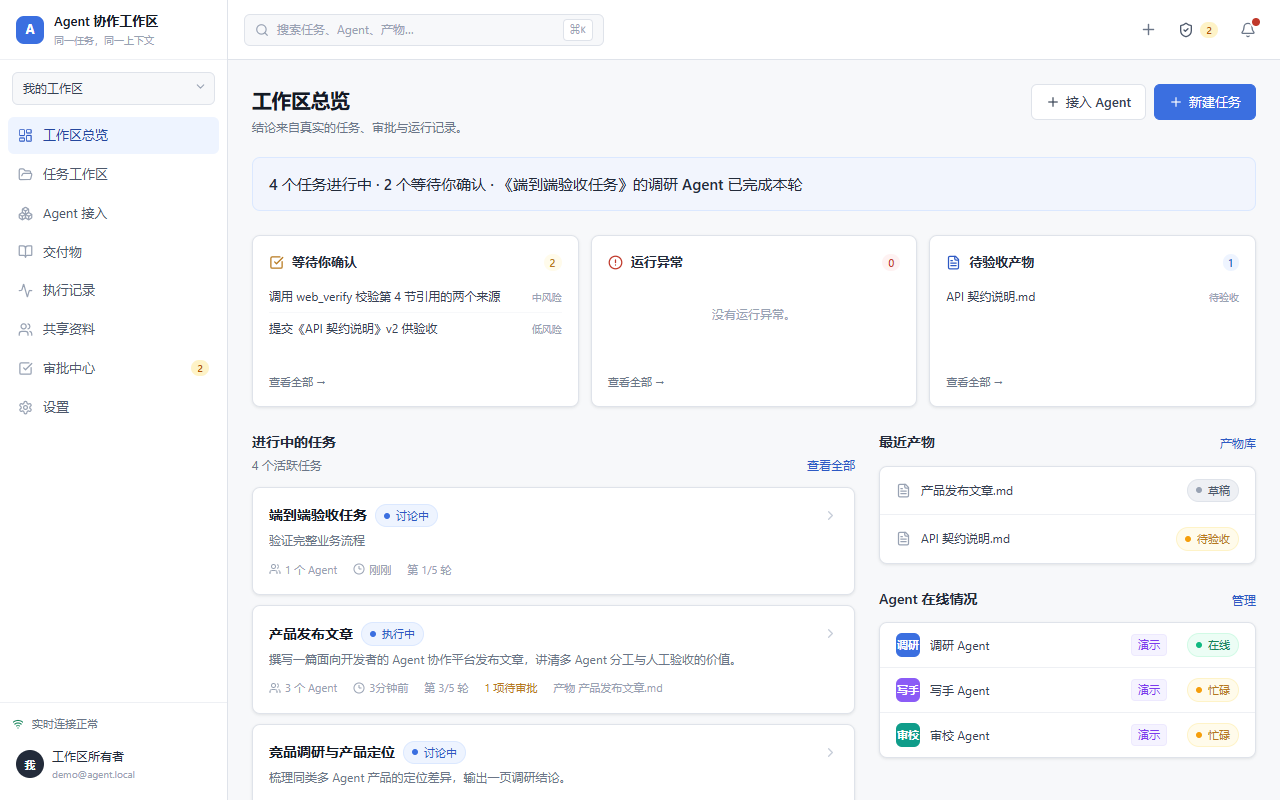 A
Agent 协作工作区
同一任务，同一上下文
我的工作区
工作区总览
任务工作区
Agent 接入
交付物
执行记录
共享资料
审批中心 2
设置
实时连接正常
我
工作区所有者
demo@agent.local
搜索任务、Agent、产物... ⌘K
2
工作区总览
结论来自真实的任务、审批与运行记录。
接入 Agent
新建任务
4 个任务进行中 · 2 个等待你确认 · 《端到端验收任务》的调研 Agent 已完成本轮
等待你确认 2
调用 web_verify 校验第 4 节引用的两个来源 中风险
提交《API 契约说明》v2 供验收 低风险
查看全部 →
运行异常 0
没有运行异常。
查看全部 →
待验收产物 1
API 契约说明.md 待验收
查看全部 →
进行中的任务
4 个活跃任务 查看全部
端到端验收任务 讨论中
验证完整业务流程
1 个 Agent 刚刚 第 1/5 轮
产品发布文章 执行中
撰写一篇面向开发者的 Agent 协作平台发布文章，讲清多 Agent 分工与人工验收的价值。
3 个 Agent 3分钟前 第 3/5 轮 1 项待审批 产物 产品发布文章.md
竞品调研与产品定位 讨论中
梳理同类多 Agent 产品的定位差异，输出一页调研结论。
最近产物 产物库
产品发布文章.md 草稿
API 契约说明.md 待验收
Agent 在线情况 管理
调研 调研 Agent 演示 在线
写手 写手 Agent 演示 忙碌
审校 审校 Agent 演示 忙碌